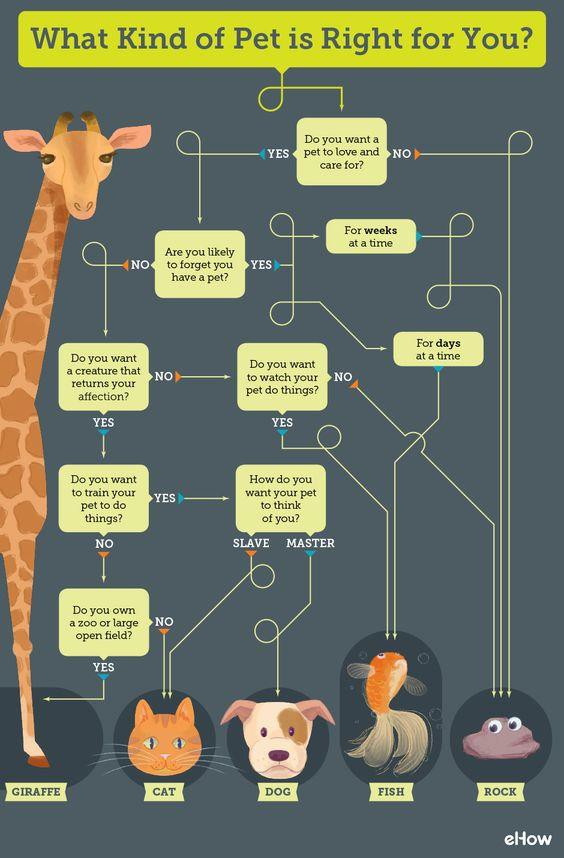 What Kind of Pet is Right for You?
Do you want a
pet to love and
care for?
YES
NO
For weeks
at a time
Are you likely
to forget you
have a pet?
NO
YES
For days
at a time
Do you want
a creature that
returns your
affection?
NO
YES
Do you want
to watch your
pet do things?
NO
YES
Do you want
to train your
pet to do
things?
YES
NO
How do you
want your pet
to think
of you?
SLAVE
MASTER
Do you own
a zoo or large
open field?
NO
YES
GIRAFFE
CAT
DOG
FISH
ROCK
eHow